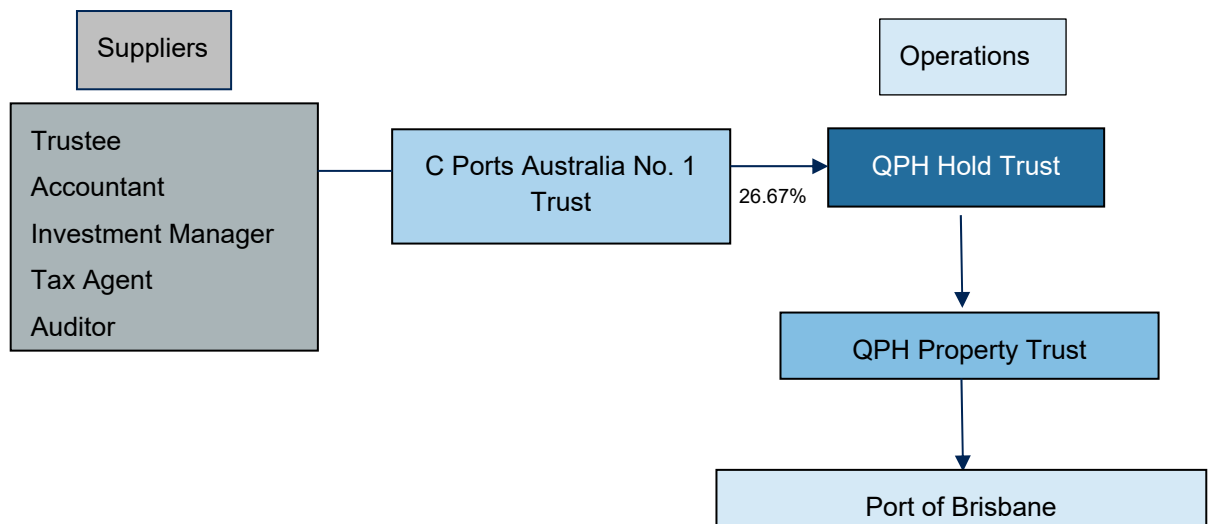 Suppliers
Operations
Trustee
Accountant
Investment Manager
Tax Agent
Auditor
C Ports Australia No. 1
Trust
26.67%
QPH Hold Trust
QPH Property Trust
Port of Brisbane